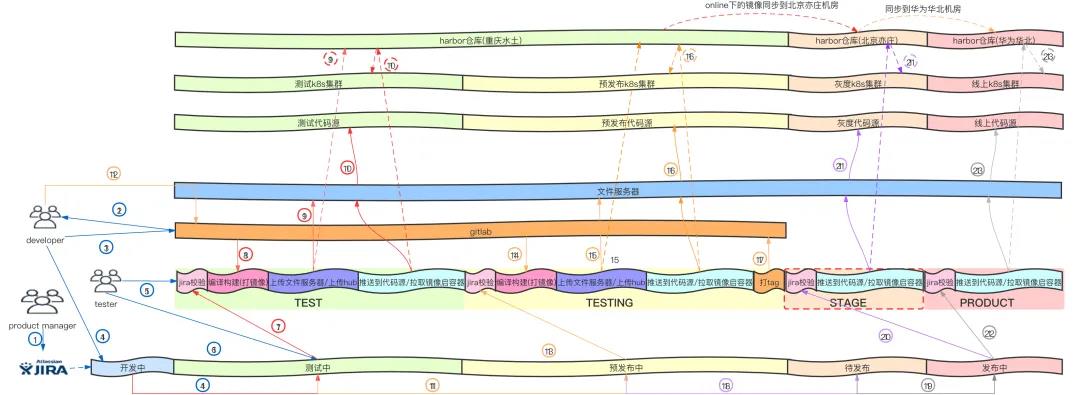 online下的镜像同步到北京亦庄机房
同步到华为华北机房
harbor仓库(重庆水土)
harbor仓库(北京亦庄)
harbor仓库(华为华北)
9
10
16
21
23
测试k8s集群
预发布k8s集群
灰度k8s集群
线上k8s集群
测试代码源
预发布代码源
灰度代码源
线上代码源
10
16
21
23
12
文件服务器
2
9
developer
gitlab
3
8
14
15
15
17
tester
5
jira校验
编译构建(打镜像)
上传文件服务器/上传hub
推送到代码源/拉取镜像启容器
jira校验
编译构建(打镜像)
上传文件服务器/上传hub
推送到代码源/拉取镜像启容器
打tag
jira校验
推送到代码源/拉取镜像启容器
jira校验
推送到代码源/拉取镜像启容器
TEST
TESTING
STAGE
PRODUCT
product manager
1
4
7
6
13
20
22
Atlassian
JIRA
开发中
测试中
预发布中
待发布
发布中
4
11
18
19